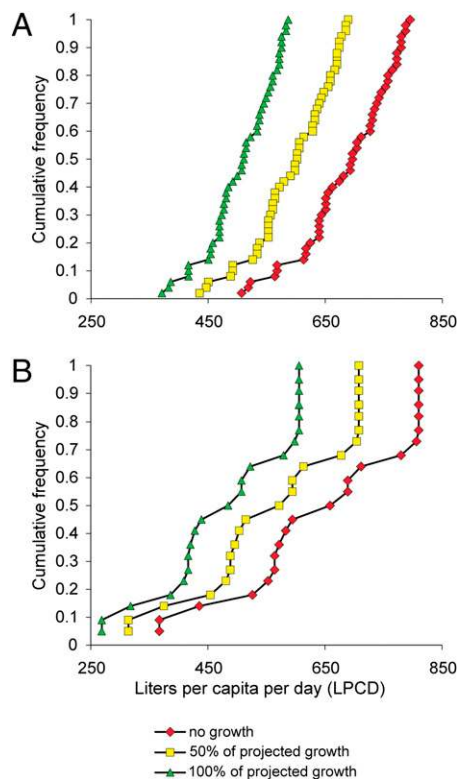 A
Cumulative frequency
1
0.9
0.8
0.7
0.6
0.5
0.4
0.3
0.2
0.1
0
250 450 650 850
B
Cumulative frequency
1
0.9
0.8
0.7
0.6
0.5
0.4
0.3
0.2
0.1
0
250 450 650 850
Liters per capita per day (LPCD)
no growth
50% of projected growth
100% of projected growth